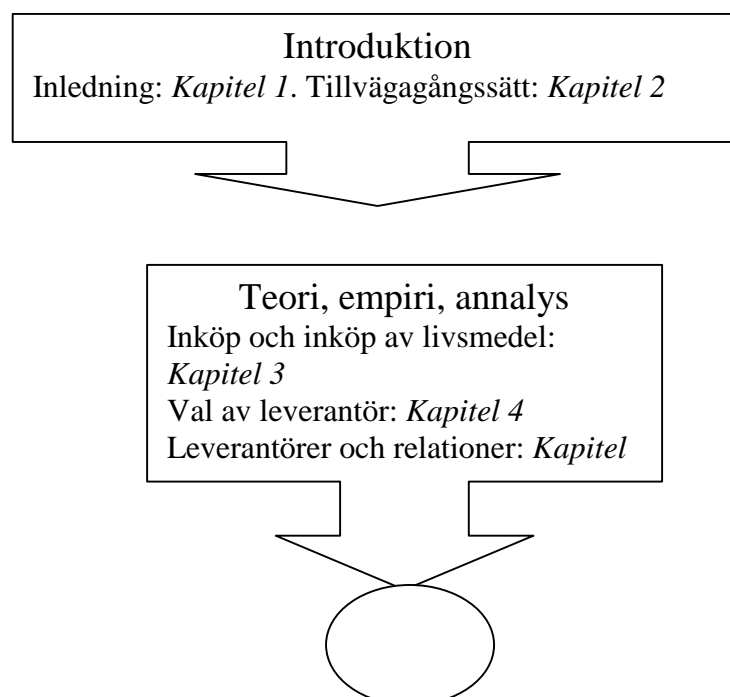 Introduktion
Inledning: Kapitel 1. Tillvägagångssätt: Kapitel 2
Teori, empiri, annalys
Inköp och inköp av livsmedel:
Kapitel 3
Val av leverantör: Kapitel 4
Leverantörer och relationer: Kapitel